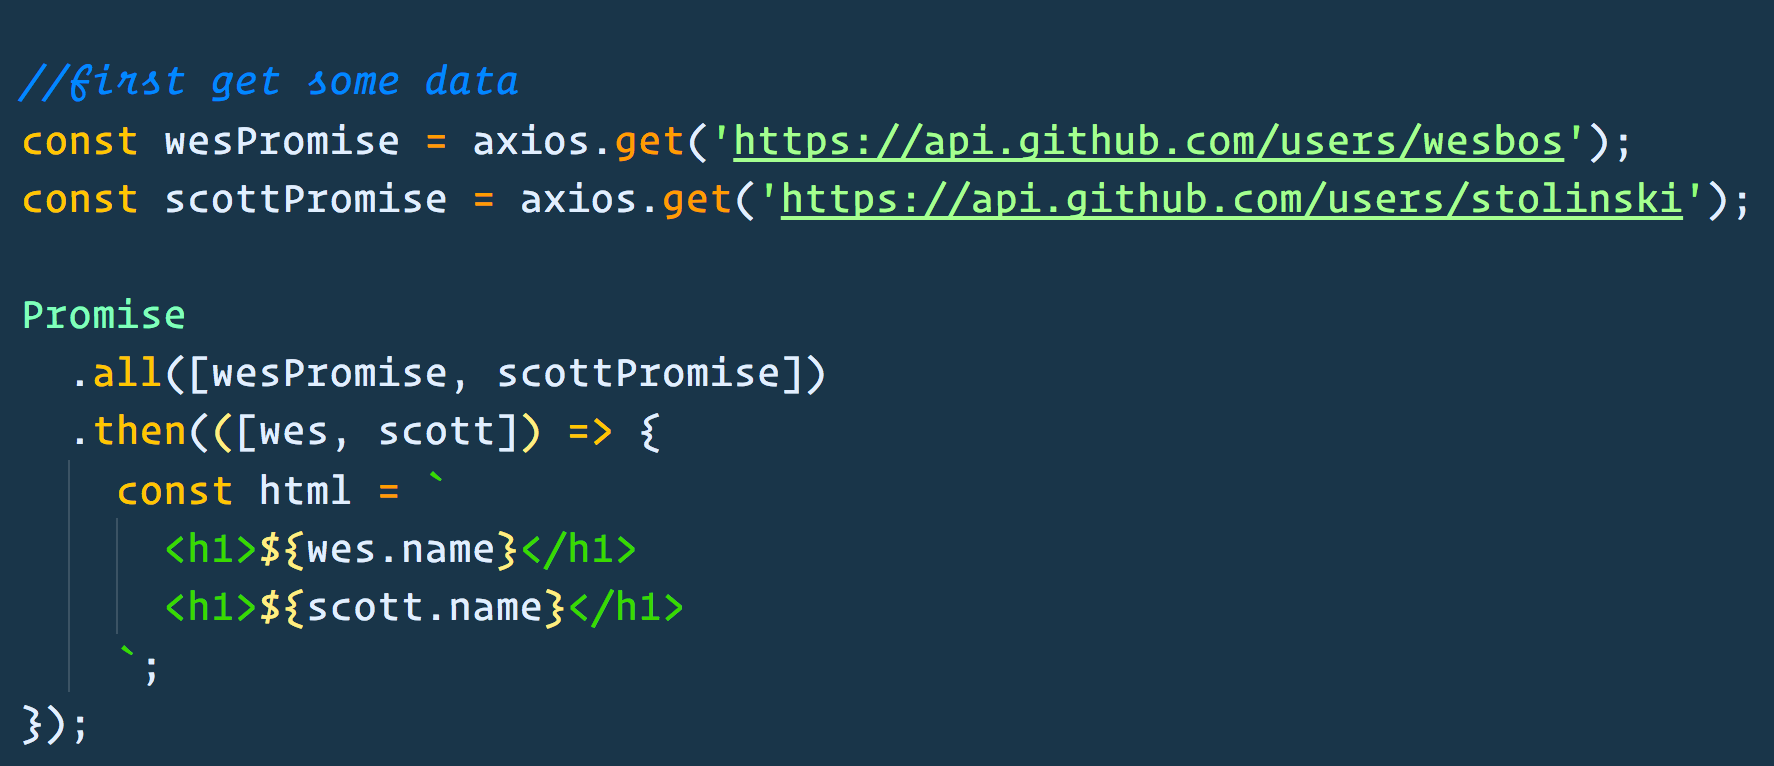 //first get some data
const wesPromise = axios.get('https://api.github.com/users/wesbos');
const scottPromise = axios.get('https://api.github.com/users/stolinski');
Promise
.all([wesPromise, scottPromise])
.then(([wes, scott]) => {
const html = `
<h1>${wes.name}</h1>
<h1>${scott.name}</h1>
`;
});